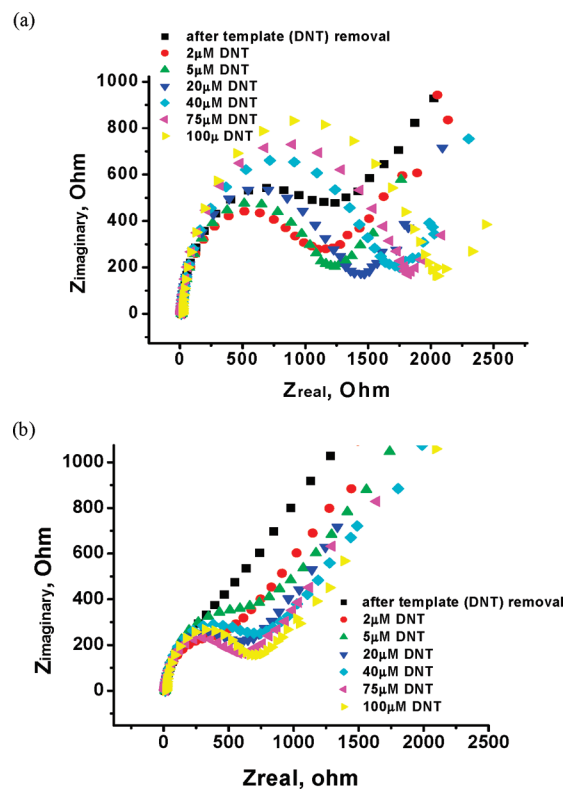 (a)
after template (DNT) removal
2μM DNT
5μM DNT
20μM DNT
40μM DNT
75μM DNT
100μ DNT
1000
800
600
400
200
0
Zimaginary, Ohm
0 500 1000 1500 2000 2500
Zreal, Ohm
(b)
1000
800
600
400
200
0
Zimaginary, Ohm
after template (DNT) removal
2μM DNT
5μM DNT
20μM DNT
40μM DNT
75μM DNT
100μM DNT
0 500 1000 1500 2000 2500
Zreal, ohm